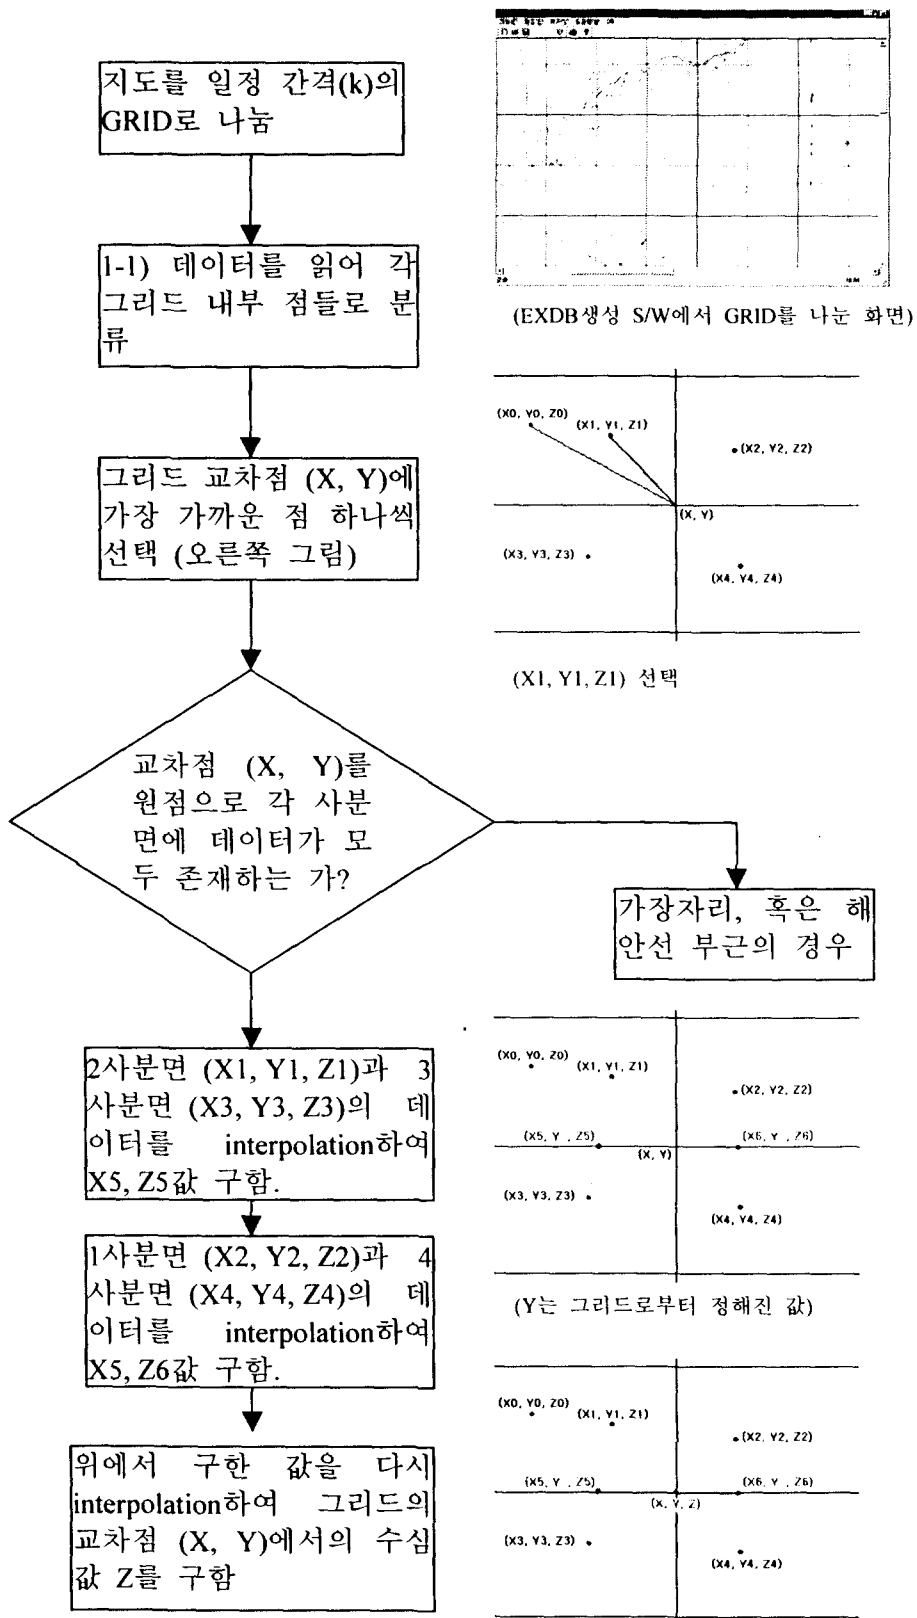 지도를 일정 간격(k)의
GRID로 나눔
1-1) 데이터를 읽어 각
그리드 내부 점들로 분
류
그리드 교차점 (X, Y)에
가장 가까운 점 하나씩
선택 (오른쪽 그림)
교차점 (X, Y)를
원점으로 각 사분
면에 데이터가 모
두 존재하는 가?
가장자리, 혹은 해
안선 부근의 경우
2사분면 (X1, Y1, Z1)과 3
사분면 (X3, Y3, Z3)의 데
이터를 interpolation하여
X5, Z5값 구함.
1사분면 (X2, Y2, Z2)과 4
사분면 (X4, Y4, Z4)의 데
이터를 interpolation하여
X5, Z6값 구함.
위에서 구한 값을 다시
interpolation하여 그리드의
교차점 (X, Y)에서의 수심
값 Z를 구함
(EXDB생성 S/W에서 GRID를 나눈 화면)
(X0, Y0, Z0)
(X1, Y1, Z1)
(X2, Y2, Z2)
(X, Y)
(X3, Y3, Z3)
(X4, Y4, Z4)
(X1, Y1, Z1) 선택
(X0, Y0, Z0)
(X1, Y1, Z1)
(X2, Y2, Z2)
(X5, Y , Z5)
(X, Y)
(X6, Y , Z6)
(X3, Y3, Z3)
(X4, Y4, Z4)
(Y는 그리드로부터 정해진 값)
(X0, Y0, Z0)
(X1, Y1, Z1)
(X2, Y2, Z2)
(X5, Y , Z5)
(X6, Y , Z6)
(X, Y, Z)
(X3, Y3, Z3)
(X4, Y4, Z4)